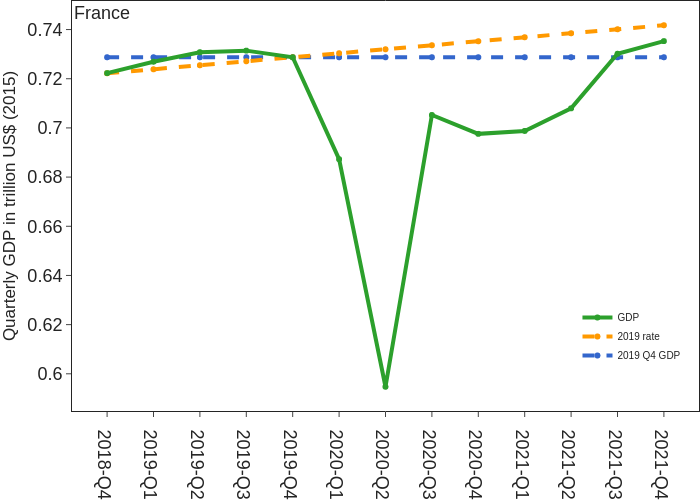 France
Quarterly GDP in trillion US$ (2015)
0.74
0.72
0.7
0.68
0.66
0.64
0.62
0.6
GDP
2019 rate
2019 Q4 GDP
2018-Q4
2019-Q1
2019-Q2
2019-Q3
2019-Q4
2020-Q1
2020-Q2
2020-Q3
2020-Q4
2021-Q1
2021-Q2
2021-Q3
2021-Q4